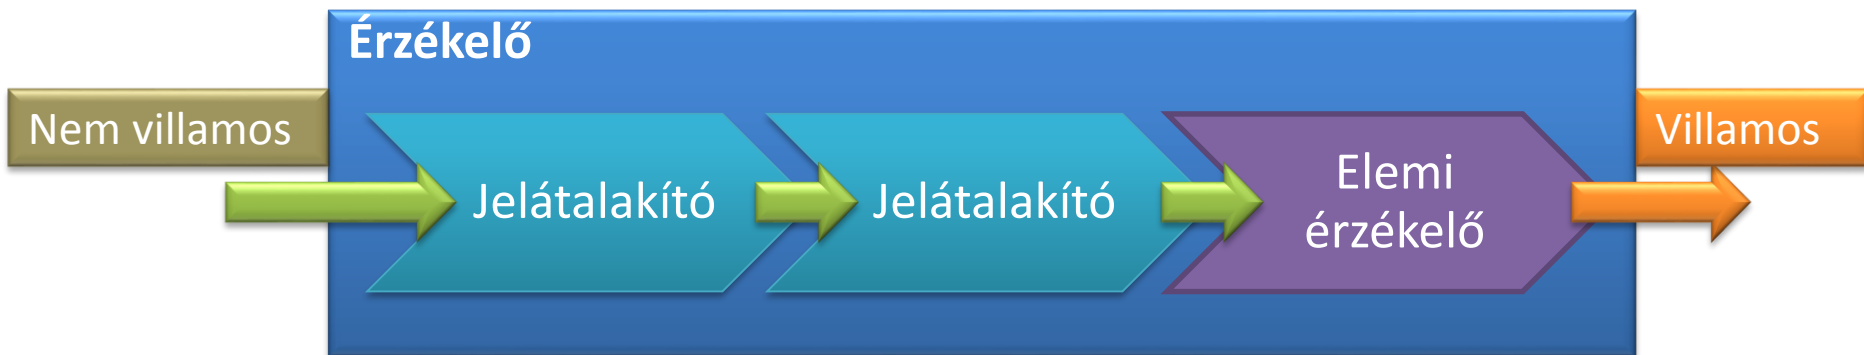 Érzékelő
Nem villamos
Jelátalakító
Jelátalakító
Elemi
érzékelő
Villamos